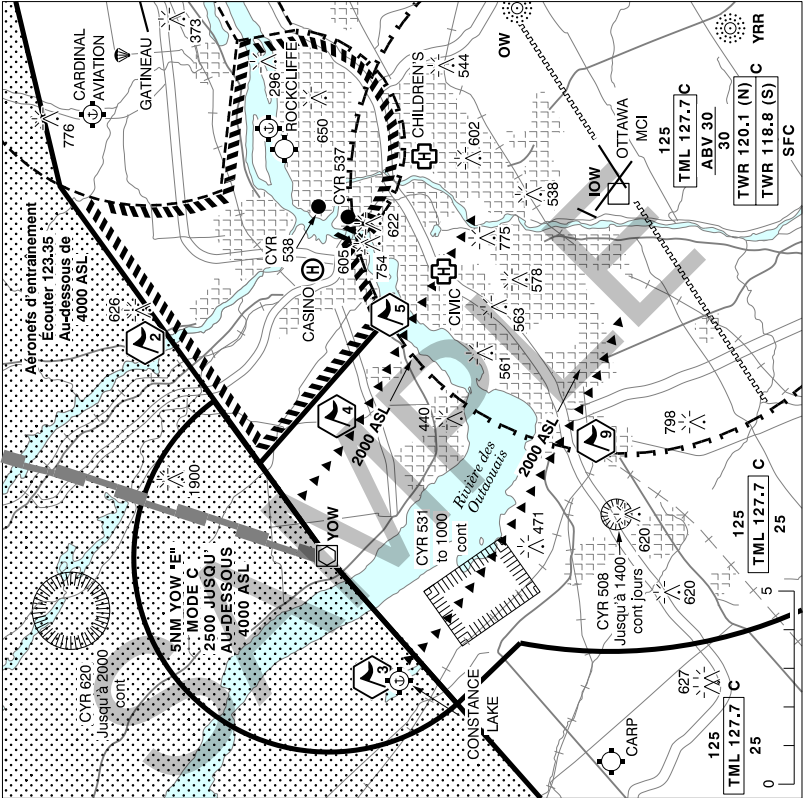 Aéronefs d'entraînement
Écouter 123.35
Au-dessous de
4000 ASL
776
CARDINAL
AVIATION
GATINEAU
373
626
2
296
ROCKCLIFFE
650
CYR 537
CYR
538
CASINO
H
605
754
622
5
CHILDREN'S
H
544
602
OW
YRR
CIVIC
H
775
538
578
563
561
IOW
OTTAWA
MCI
125
TML 127.7 C
ABV 30
30
TWR 120.1 (N) C
TWR 118.8 (S)
SFC
4
2000 ASL
440
1900
YOW
5NM YOW "E"
MODE C
2500 JUSQU
AU-DESSOUS
4000 ASL
CYR 620
Jusqu'à 2000
cont
Rivière des
Outaouais
2000 ASL
9
798
CYR 531
to 1000
cont
471
CYR 508
Jusqu'à 1400
cont jours
620
620
125
TML 127.7 C
25
3
CONSTANCE
LAKE
CARP
627
125
TML 127.7 C
25
0
5
SAMPLE